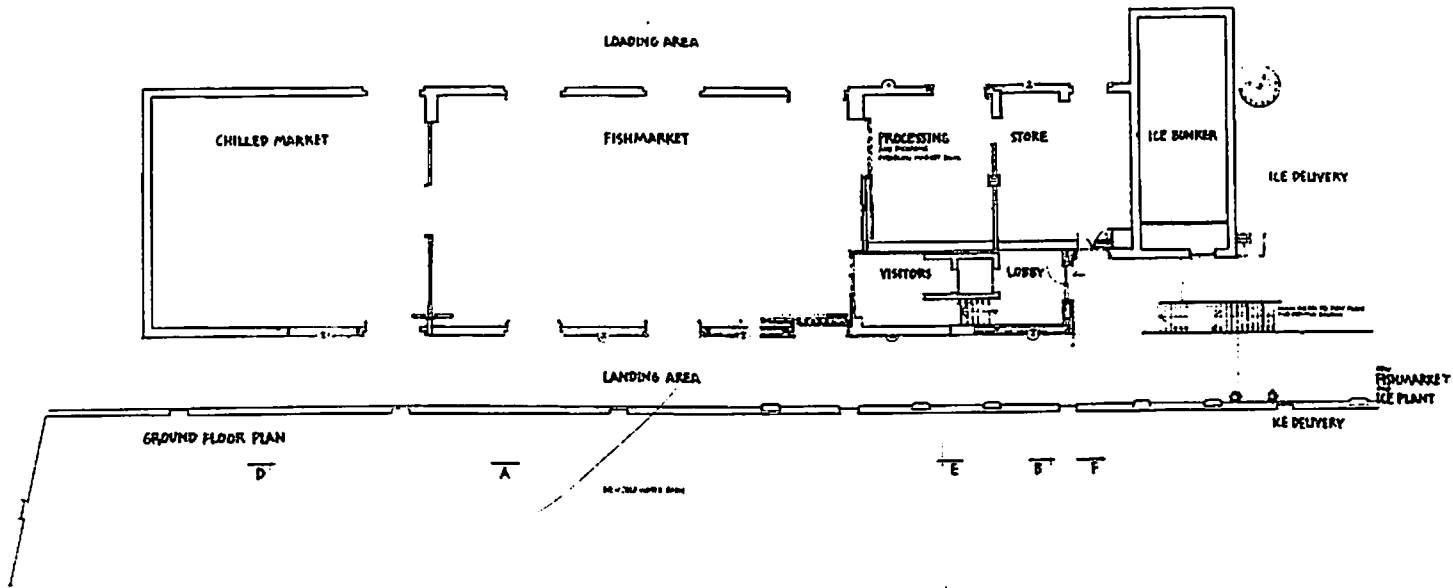 LOADING AREA
CHILLED MARKET
FISHMARKET
PROCESSING
STORE
ICE BUNKER
ICE DELIVERY
VISITORS
LOBBY
LANDING AREA
FISHMARKET
ICE PLANT
ICE DELIVERY
GROUND FLOOR PLAN
D
A
E
B
F